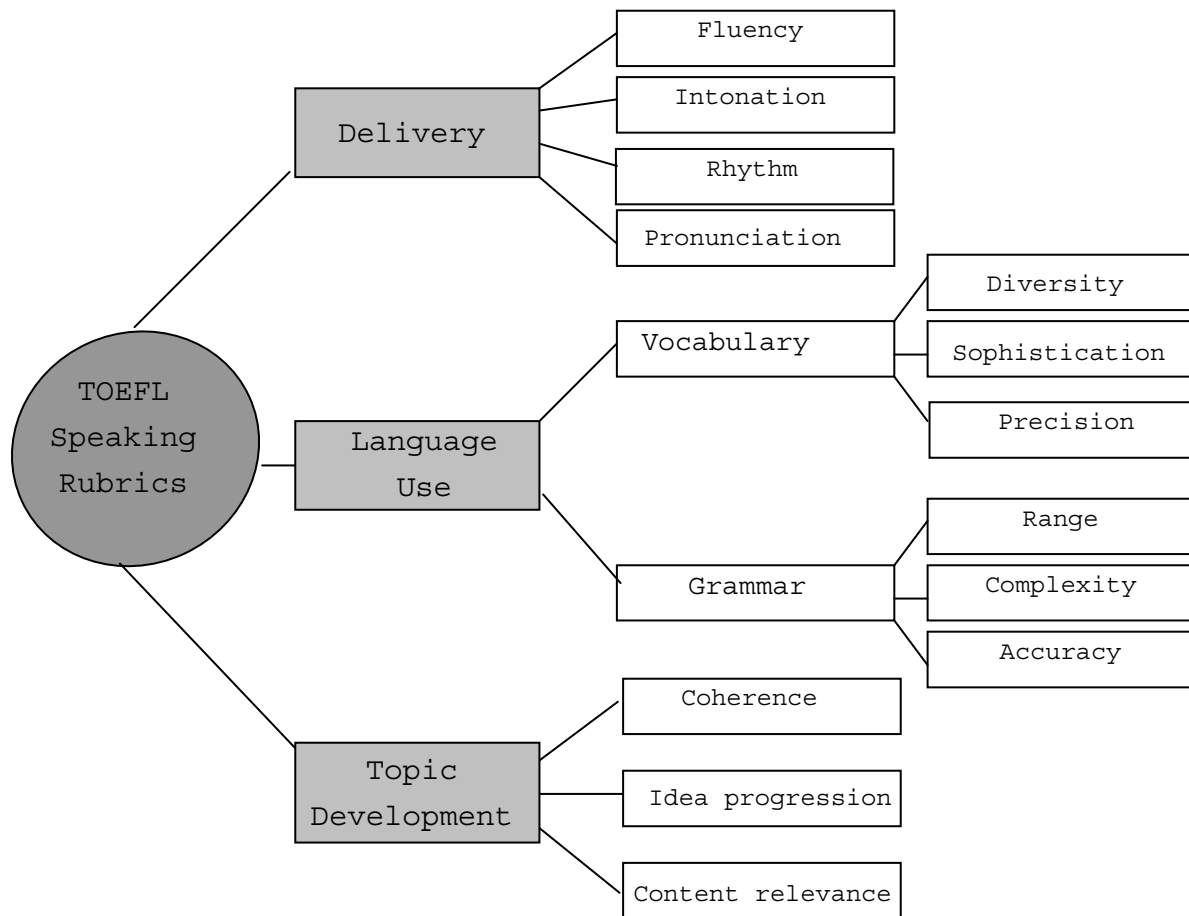 TOEFL
Speaking
Rubrics
Delivery
Fluency
Intonation
Rhythm
Pronunciation
Language
Use
Vocabulary
Diversity
Sophistication
Precision
Grammar
Range
Complexity
Accuracy
Topic
Development
Coherence
Idea progression
Content relevance